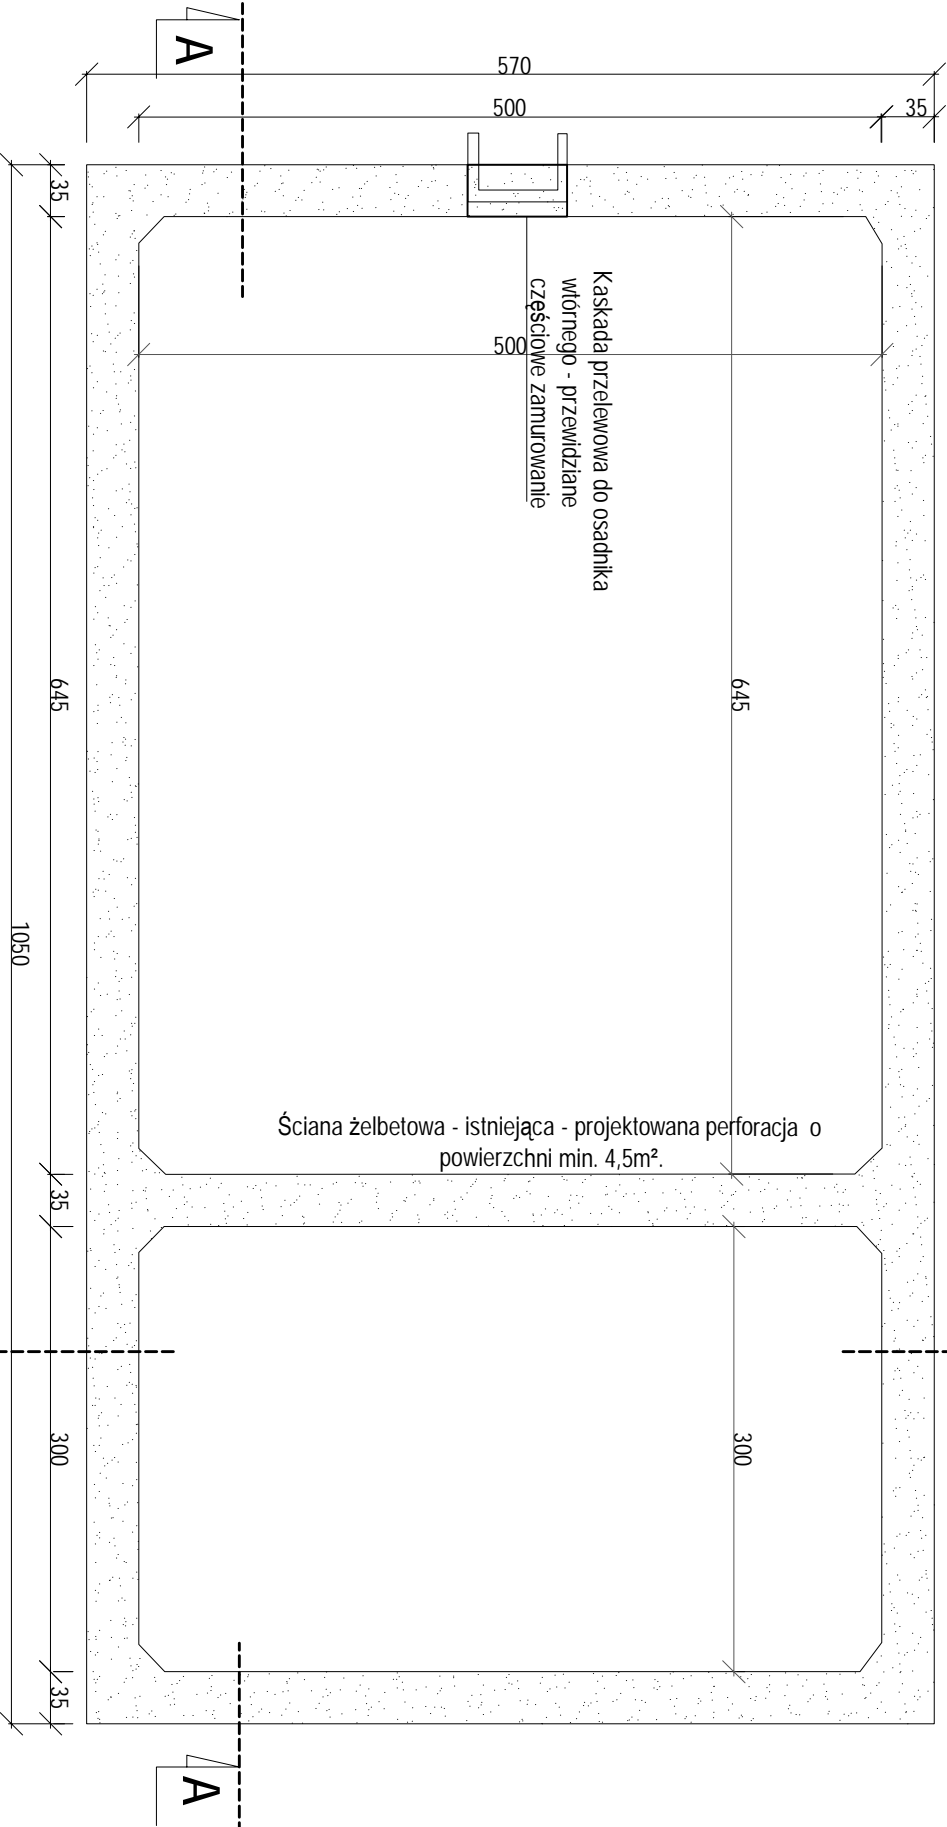 A
570
500
35
35
Kaskada przelewowa do osadnika
wtórnego - przewidziane
częściowe zamurowanie
500
645
645
1050
Ściana żelbetowa - istniejąca - projektowana perforacja o
powierzchni min. 4,5m².
35
300
300
35
A